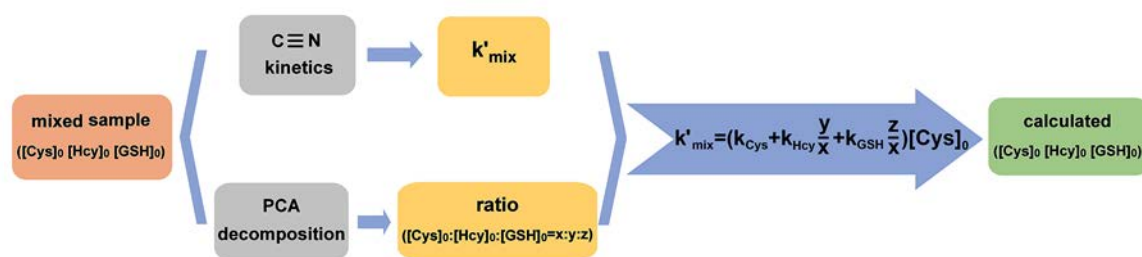 mixed sample
([Cys]₀ [Hcy]₀ [GSH]₀)
C≡N
kinetics
k'mix
PCA
decomposition
ratio
([Cys]₀:[Hcy]₀:[GSH]₀=x:y:z)
k'mix=(kCys+kHcy y/x+kGSH z/x)[Cys]₀
calculated
([Cys]₀ [Hcy]₀ [GSH]₀)